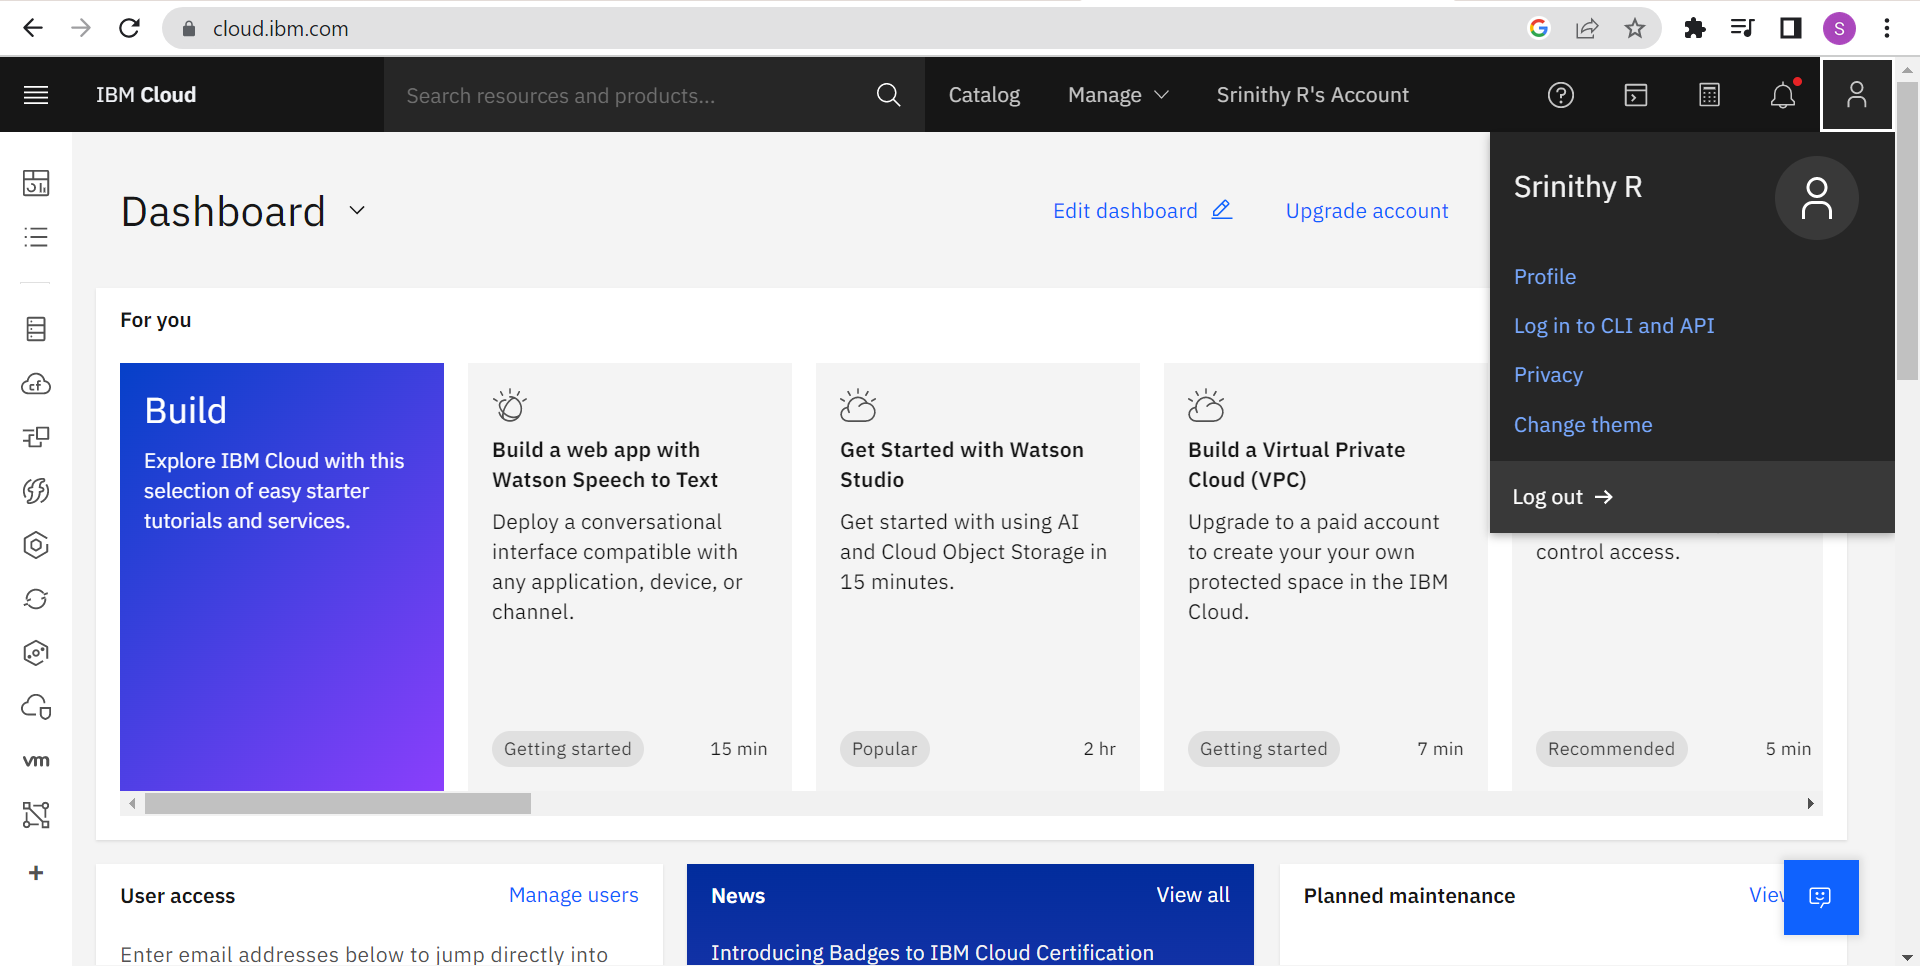 cloud.ibm.com
S
IBM Cloud
Search resources and products...
Catalog
Manage
Srinithy R's Account
Srinithy R
Profile
Log in to CLI and API
Privacy
Change theme
Log out
Dashboard
Edit dashboard
Upgrade account
For you
Build
Explore IBM Cloud with this
selection of easy starter
tutorials and services.
Build a web app with
Watson Speech to Text
Deploy a conversational
interface compatible with
any application, device, or
channel.
Getting started
15 min
Get Started with Watson
Studio
Get started with using AI
and Cloud Object Storage in
15 minutes.
Popular
2 hr
Build a Virtual Private
Cloud (VPC)
Upgrade to a paid account
to create your your own
protected space in the IBM
Cloud.
Getting started
7 min
control access.
Recommended
5 min
cf
vm
User access
Manage users
Enter email addresses below to jump directly into
News
View all
Introducing Badges to IBM Cloud Certification
Planned maintenance